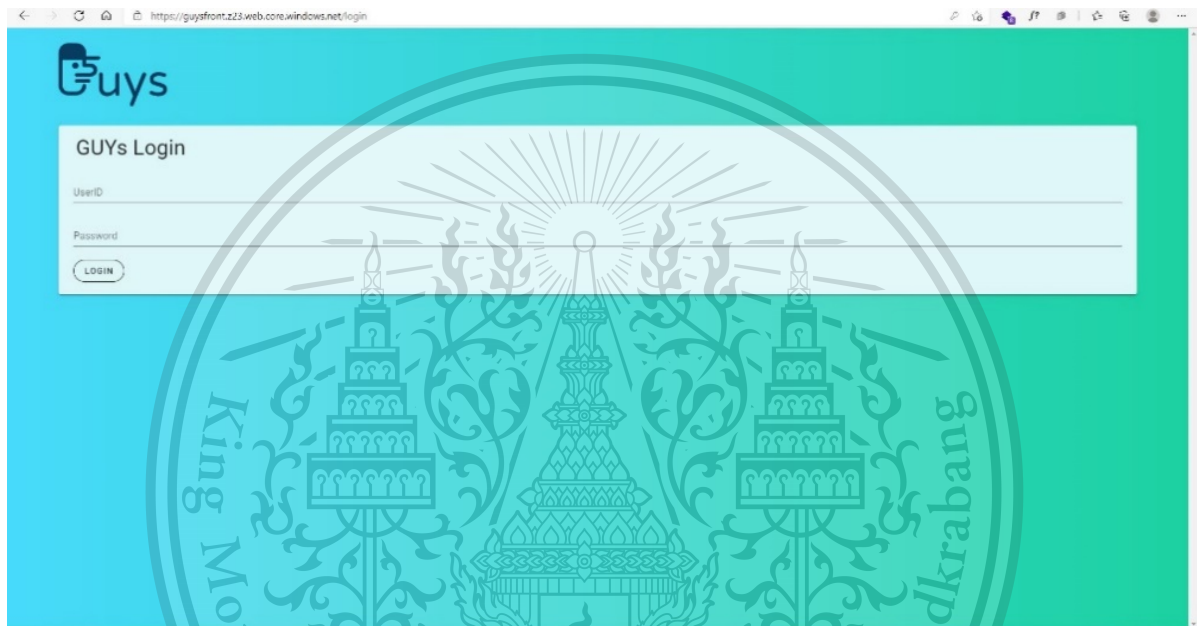 https://guysfront.z23.web.core.windows.net/login
Guys
GUYs Login
UserID
Password
LOGIN
King Mo
dkrabang